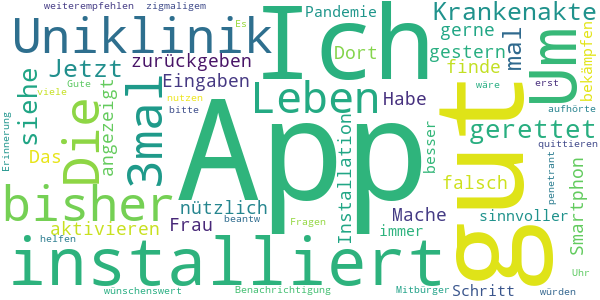 weiterempfehlen zigmaligem
Pandemie
Ich
Krankenakte
Uniklinik
Es
gerne
mal
Um
bekämpfen
Jetzt
zurückgeben
Dort
gestern
siehe
Die
angezeigt
3mal
Eingaben
Leben
Habe
finde
wäre
erst
aufhörte
App
gut
gerettet
Gute
viele
nutzen
bitte
Installation
besser
quittieren
Erinnerung
Das
falsch
penetrant
Smartphon
bisher
nützlich
Mache
sinnvoller
aktivieren
Frau
beantw
Fragen
immer
helfen
installiert
Uhr
wünschenswert
Benachrichtigung
Mitbürger
Schritt
würden